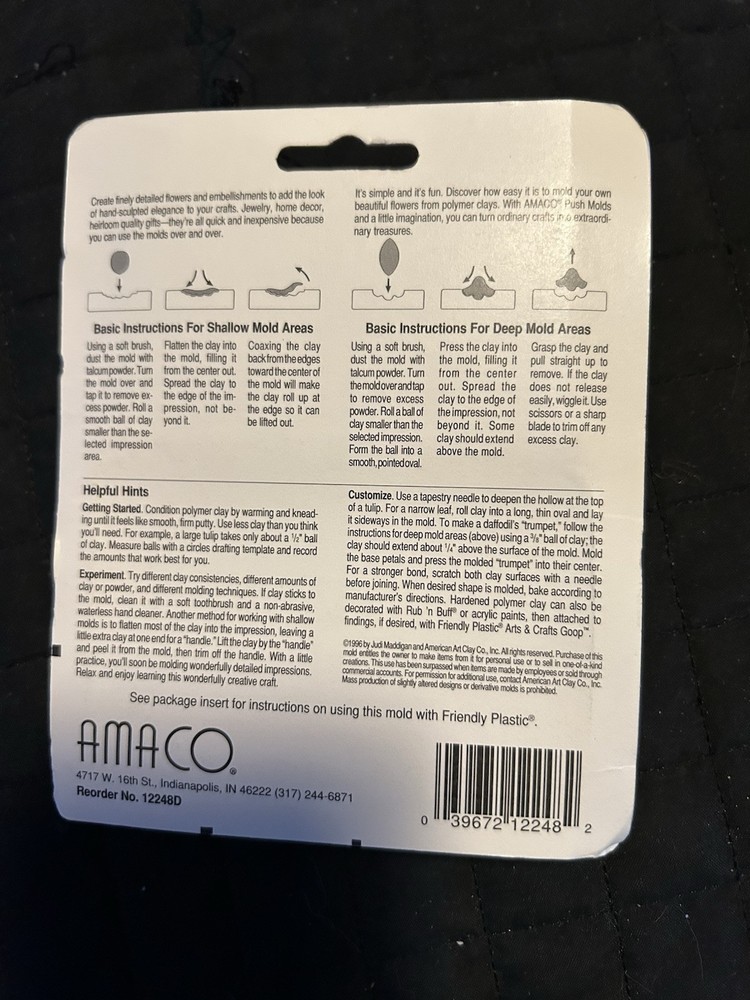 Create finely detailed flowers and embellishments to add the look
of hand-sculpted elegance to your crafts. Jewelry, home decor,
heirloom quality gifts—they're all quick and inexpensive because
you can use the molds over and over.
It's simple and it's fun. Discover how easy it is to mold your own
beautiful flowers from polymer clays. With AMACO® Push Molds
and a little imagination, you can turn ordinary crafts into extraordi-
nary treasures.
Basic Instructions For Shallow Mold Areas
Using a soft brush,
dust the mold with
talcum powder. Turn
the mold over and
tap it to remove ex-
cess powder. Roll a
smooth ball of clay
smaller than the se-
lected impression
area.
Flatten the clay into
the mold, filling it
from the center out.
Spread the clay to
the edge of the im-
pression, not be-
yond it.
Coaxing the clay
back from the edges
toward the center of
the mold will make
the clay roll up at
the edge so it can
be lifted out.
Basic Instructions For Deep Mold Areas
Using a soft brush,
dust the mold with
talcum powder. Turn
the mold over and tap
to remove excess
powder. Roll a ball of
clay smaller than the
selected impression.
Form the ball into a
smooth, pointed oval.
Press the clay into
the mold, filling it
from the center
out. Spread the
clay to the edge of
the impression, not
beyond it. Some
clay should extend
above the mold.
Grasp the clay and
pull straight up to
remove. If the clay
does not release
easily, wiggle it. Use
scissors or a sharp
blade to trim off any
excess clay.
Helpful Hints
Getting Started. Condition polymer clay by warming and knead-
ing until it feels like smooth, firm putty. Use less clay than you think
you'll need. For example, a large tulip takes only about a ½" ball
of clay. Measure balls with a circles drafting template and record
the amounts that work best for you.
Experiment. Try different clay consistencies, different amounts of
clay or powder, and different molding techniques. If clay sticks to
the mold, clean it with a soft toothbrush and a non-abrasive,
waterless hand cleaner. Another method for working with shallow
molds is to flatten most of the clay into the impression, leaving a
little extra clay at one end for a "handle." Lift the clay by the "handle"
and peel it from the mold, then trim off the handle. With a little
practice, you'll soon be molding wonderfully detailed impressions.
Relax and enjoy learning this wonderfully creative craft.
Customize. Use a tapestry needle to deepen the hollow at the top
of a tulip. For a narrow leaf, roll clay into a long, thin oval and lay
it sideways in the mold. To make a daffodil's "trumpet," follow the
instructions for deep mold areas (above) using a ⅜" ball of clay; the
clay should extend about ¼" above the surface of the mold. Mold
the base petals and press the molded "trumpet" into their center.
For a stronger bond, scratch both clay surfaces with a needle
before joining. When desired shape is molded, bake according to
manufacturer's directions. Hardened polymer clay can also be
decorated with Rub 'n Buff® or acrylic paints, then attached to
findings, if desired, with Friendly Plastic® Arts & Crafts Goop™.
©1996 by Judi Maddigan and American Art Clay Co., Inc. All rights reserved. Purchase of this
mold entitles the owner to make items from it for personal use or to sell in one-of-a-kind
creations. This use has been surpassed when items are made by employees or sold through
commercial accounts. For permission for additional use, contact American Art Clay Co., Inc.
Mass production of slightly altered designs or derivative molds is prohibited.
See package insert for instructions on using this mold with Friendly Plastic®.
AMACO®
4717 W. 16th St., Indianapolis, IN 46222 (317) 244-6871
Reorder No. 12248D
0 39672 12248 2